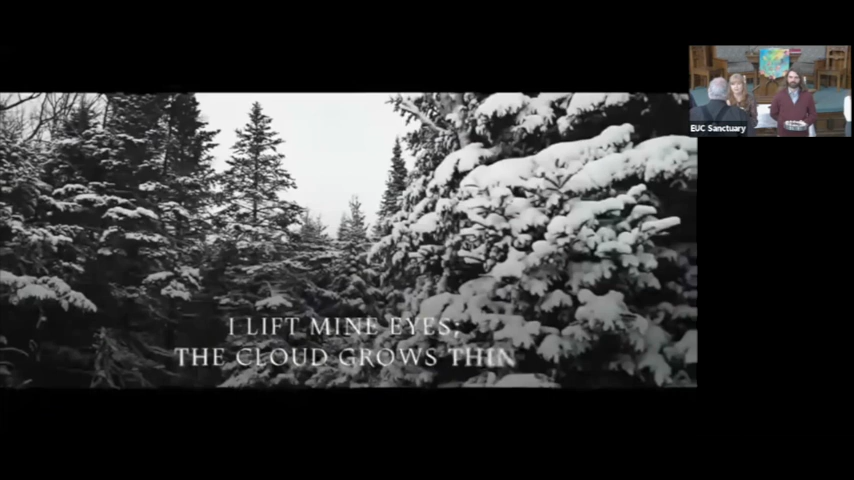 EUC Sanctuary
I LIFT MINE EYES;
THE CLOUD GROWS THIN